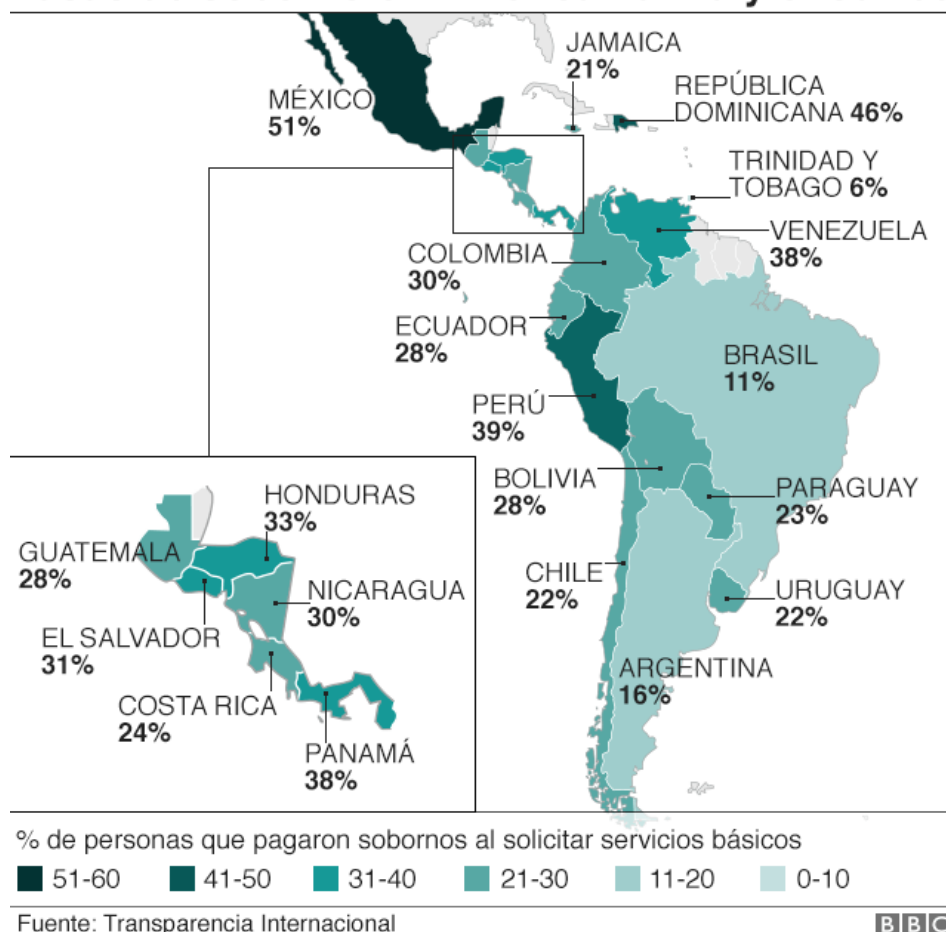 JAMAICA
21%
MÉXICO
51%
REPÚBLICA
DOMINICANA 46%
TRINIDAD Y
TOBAGO 6%
VENEZUELA
38%
COLOMBIA
30%
ECUADOR
28%
BRASIL
11%
PERÚ
39%
BOLIVIA
28%
PARAGUAY
23%
CHILE
22%
URUGUAY
22%
ARGENTINA
16%
HONDURAS
33%
GUATEMALA
28%
NICARAGUA
30%
EL SALVADOR
31%
COSTA RICA
24%
PANAMÁ
38%
% de personas que pagaron sobornos al solicitar servicios básicos
51-60 41-50 31-40 21-30 11-20 0-10
Fuente: Transparencia Internacional
BBC